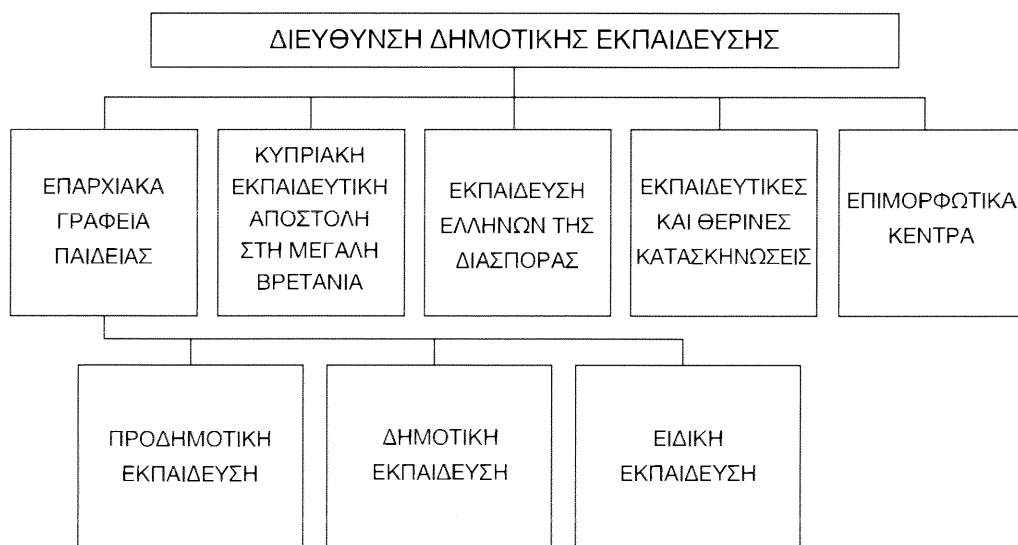 ΔΙΕΥΘΥΝΣΗ ΔΗΜΟΤΙΚΗΣ ΕΚΠΑΙΔΕΥΣΗΣ
ΕΠΑΡΧΙΑΚΑ
ΓΡΑΦΕΙΑ
ΠΑΙΔΕΙΑΣ
ΚΥΠΡΙΑΚΗ
ΕΚΠΑΙΔΕΥΤΙΚΗ
ΑΠΟΣΤΟΛΗ
ΣΤΗ ΜΕΓΑΛΗ
ΒΡΕΤΑΝΙΑ
ΕΚΠΑΙΔΕΥΣΗ
ΕΛΛΗΝΩΝ ΤΗΣ
ΔΙΑΣΠΟΡΑΣ
ΕΚΠΑΙΔΕΥΤΙΚΕΣ
ΚΑΙ ΘΕΡΙΝΕΣ
ΚΑΤΑΣΚΗΝΩΣΕΙΣ
ΕΠΙΜΟΡΦΩΤΙΚΑ
ΚΕΝΤΡΑ
ΠΡΟΔΗΜΟΤΙΚΗ
ΕΚΠΑΙΔΕΥΣΗ
ΔΗΜΟΤΙΚΗ
ΕΚΠΑΙΔΕΥΣΗ
ΕΙΔΙΚΗ
ΕΚΠΑΙΔΕΥΣΗ